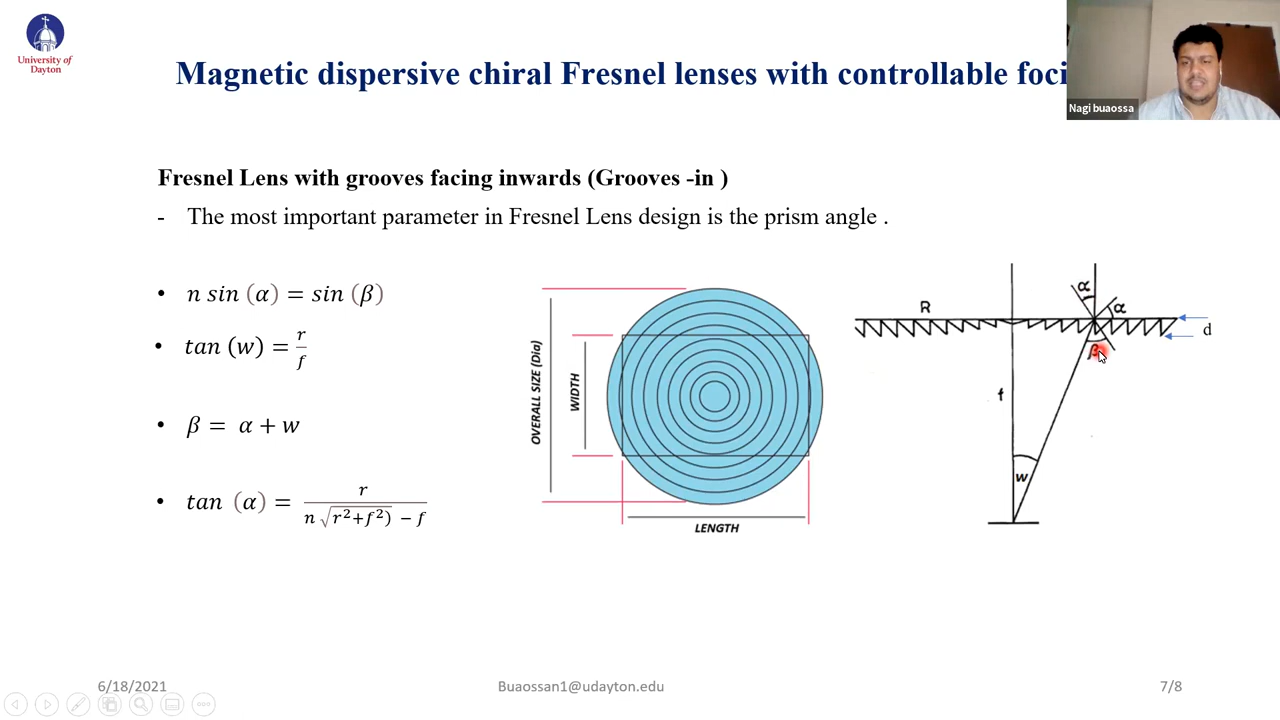 University of
Dayton
Magnetic dispersive chiral Fresnel lenses with controllable foci
Nagi buaossa
Fresnel Lens with grooves facing inwards (Grooves -in )
- The most important parameter in Fresnel Lens design is the prism angle .
• n sin (α) = sin (β)
• tan (w) = r/f
• β = α + w
• tan (α) = r / n √(r²+f²) − f
OVERALL SIZE (Dia)
WIDTH
LENGTH
R
α
α
d
β
f
w
6/18/2021
Buaossan1@udayton.edu
7/8